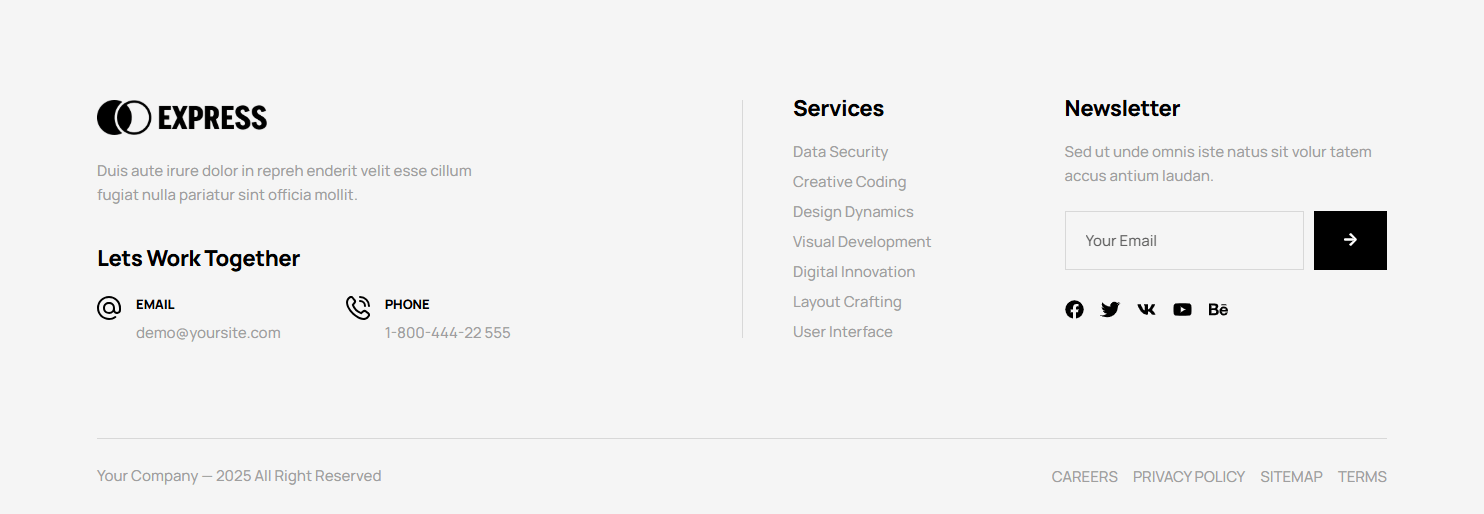 EXPRESS
Duis aute irure dolor in repreh enderit velit esse cillum
fugiat nulla pariatur sint officia mollit.
Lets Work Together
EMAIL
demo@yoursite.com
PHONE
1-800-444-22 555
Services
Data Security
Creative Coding
Design Dynamics
Visual Development
Digital Innovation
Layout Crafting
User Interface
Newsletter
Sed ut unde omnis iste natus sit volur tatem
accus antium laudan.
Your Email
Bē
Your Company — 2025 All Right Reserved
CAREERS PRIVACY POLICY SITEMAP TERMS